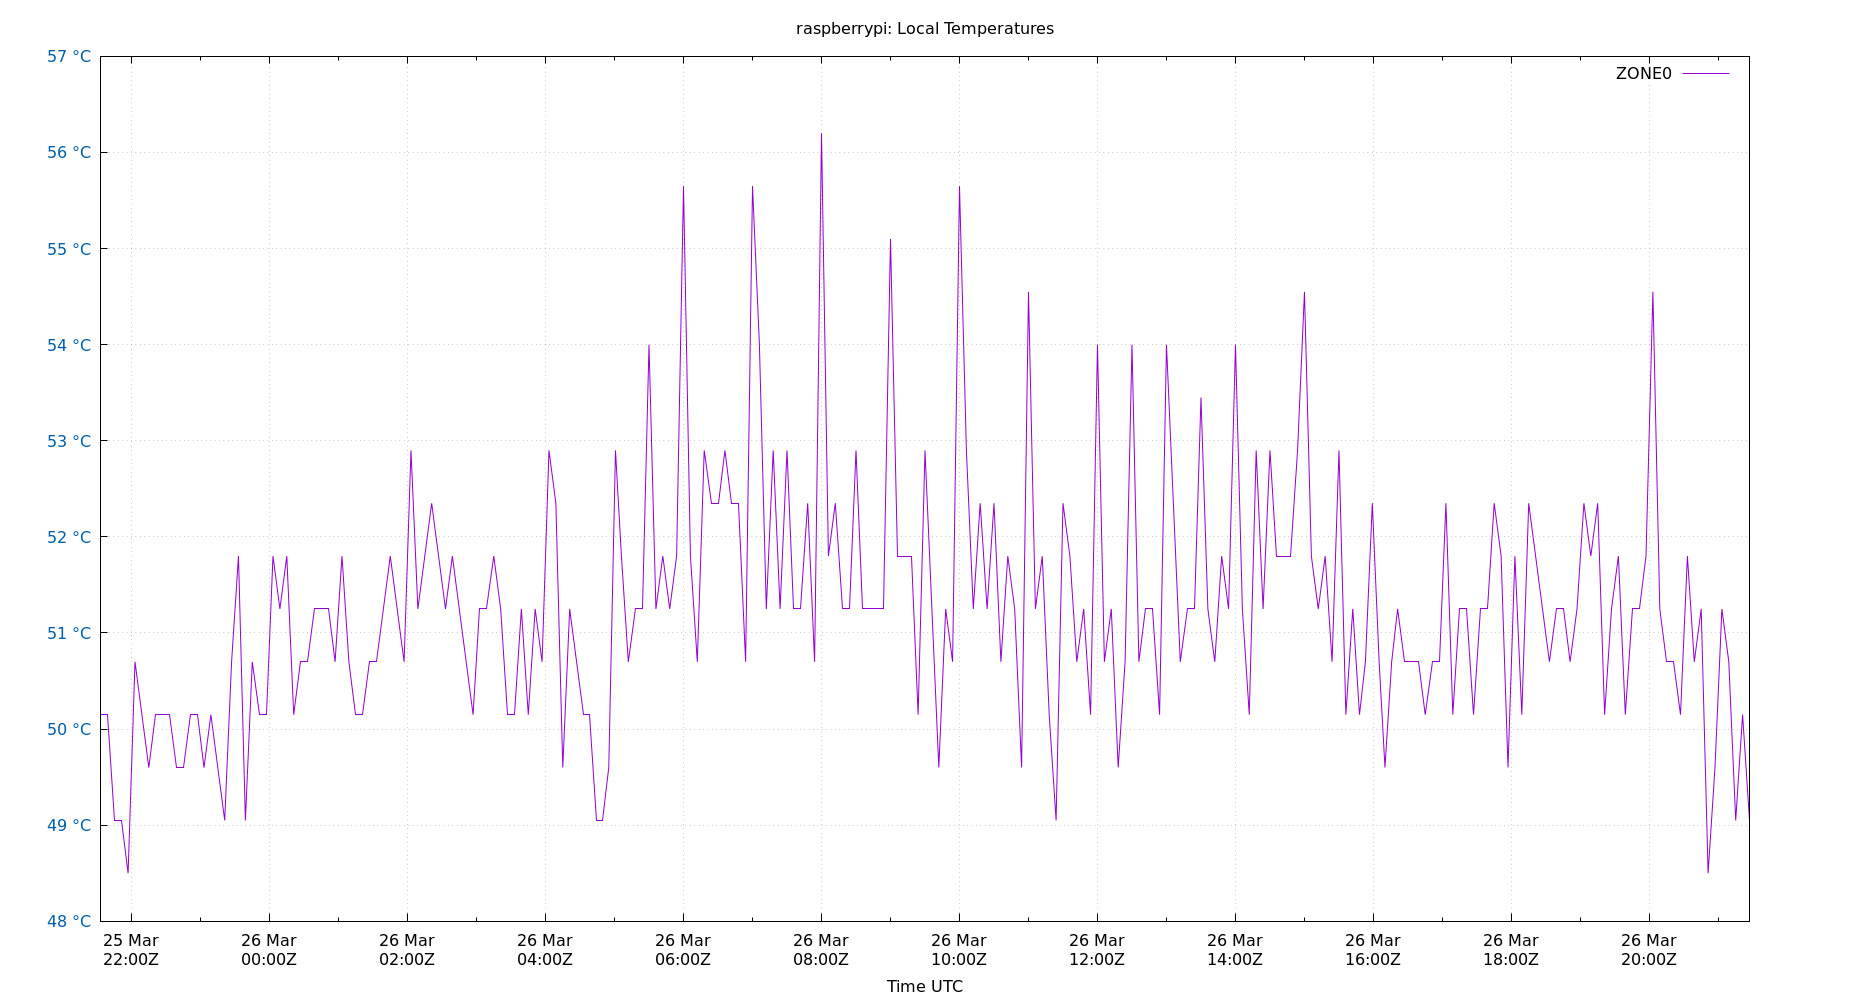 raspberrypi: Local Temperatures
57 °C
ZONE0
56 °C
55 °C
54 °C
53 °C
52 °C
51 °C
50 °C
49 °C
48 °C
25 Mar 26 Mar 26 Mar 26 Mar 26 Mar 26 Mar 26 Mar 26 Mar 26 Mar 26 Mar 26 Mar 26 Mar
22:00Z 00:00Z 02:00Z 04:00Z 06:00Z 08:00Z 10:00Z 12:00Z 14:00Z 16:00Z 18:00Z 20:00Z
Time UTC